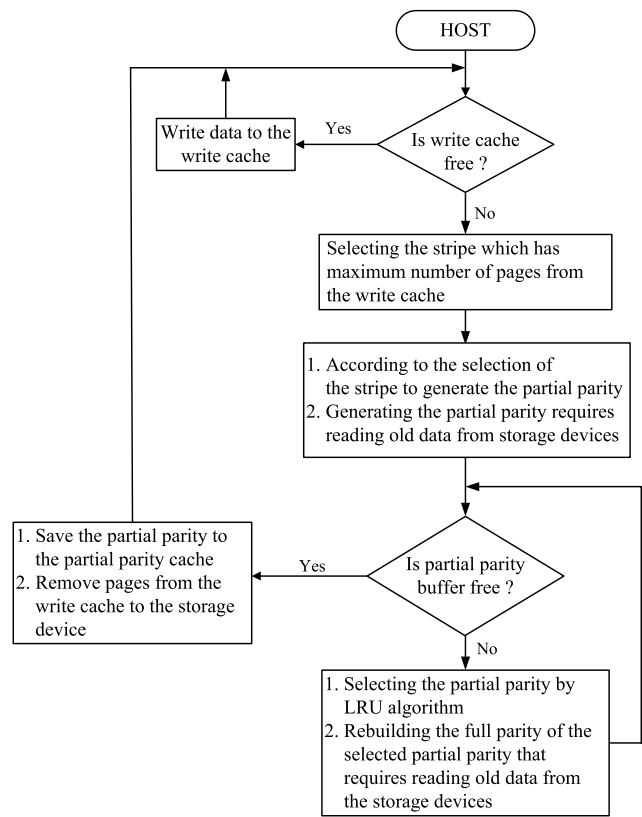 HOST
Is write cache
free ?
Yes
Write data to the
write cache
No
Selecting the stripe which has
maximum number of pages from
the write cache
1. According to the selection of
the stripe to generate the partial parity
2. Generating the partial parity requires
reading old data from storage devices
Is partial parity
buffer free ?
Yes
1. Save the partial parity to
the partial parity cache
2. Remove pages from the
write cache to the storage
device
No
1. Selecting the partial parity by
LRU algorithm
2. Rebuilding the full parity of the
selected partial parity that
requires reading old data from
the storage devices